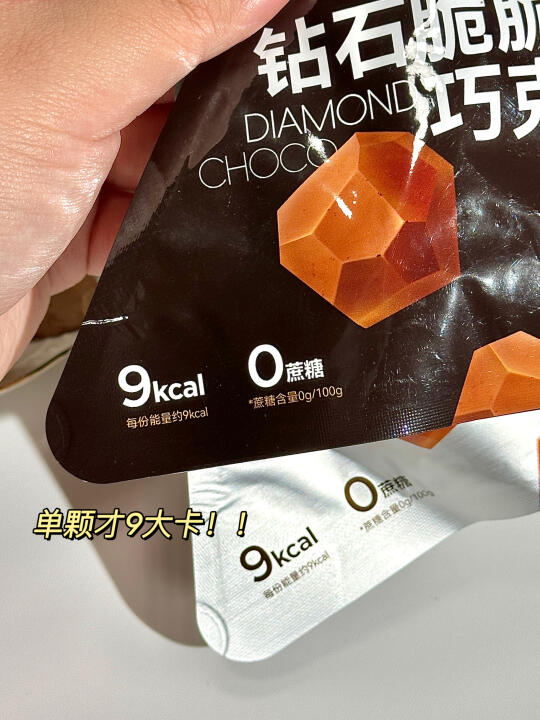 钻石脆脆
巧克
DIAMOND
CHOCO
9kcal
每份能量约9kcal
0蔗糖
*蔗糖含量0g/100g
单颗才9大卡！！
9kcal
每份能量约9kcal
0蔗糖
*蔗糖含量0g/100g